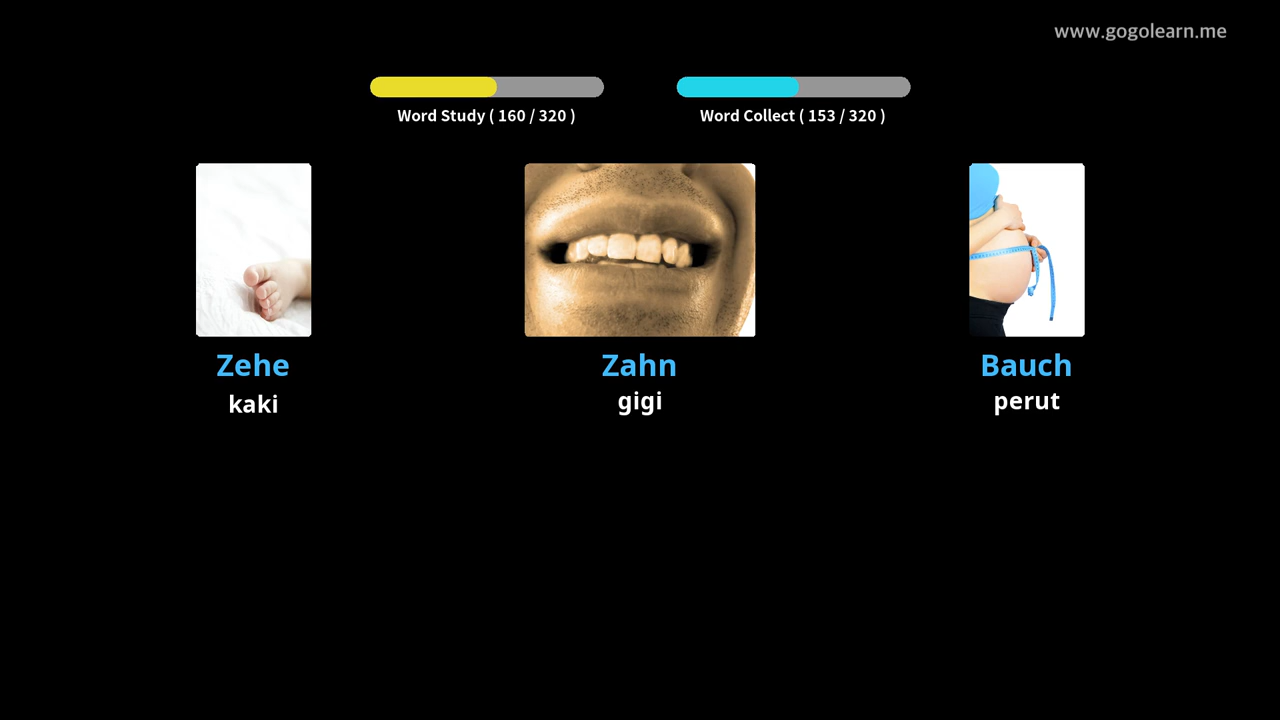 www.gogolearn.me
Word Study ( 160 / 320 )
Word Collect ( 153 / 320 )
Zehe
kaki
Zahn
gigi
Bauch
perut